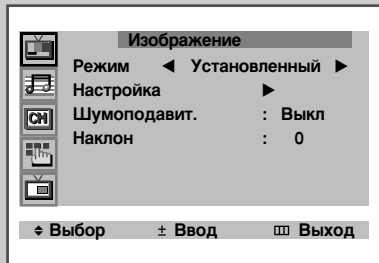 Изображение
Режим ◄ Установленный ►
Настройка ►
Шумоподавит. : Выкл
CH
Наклон : 0
♦ Выбор ± Ввод Ⅲ Выход